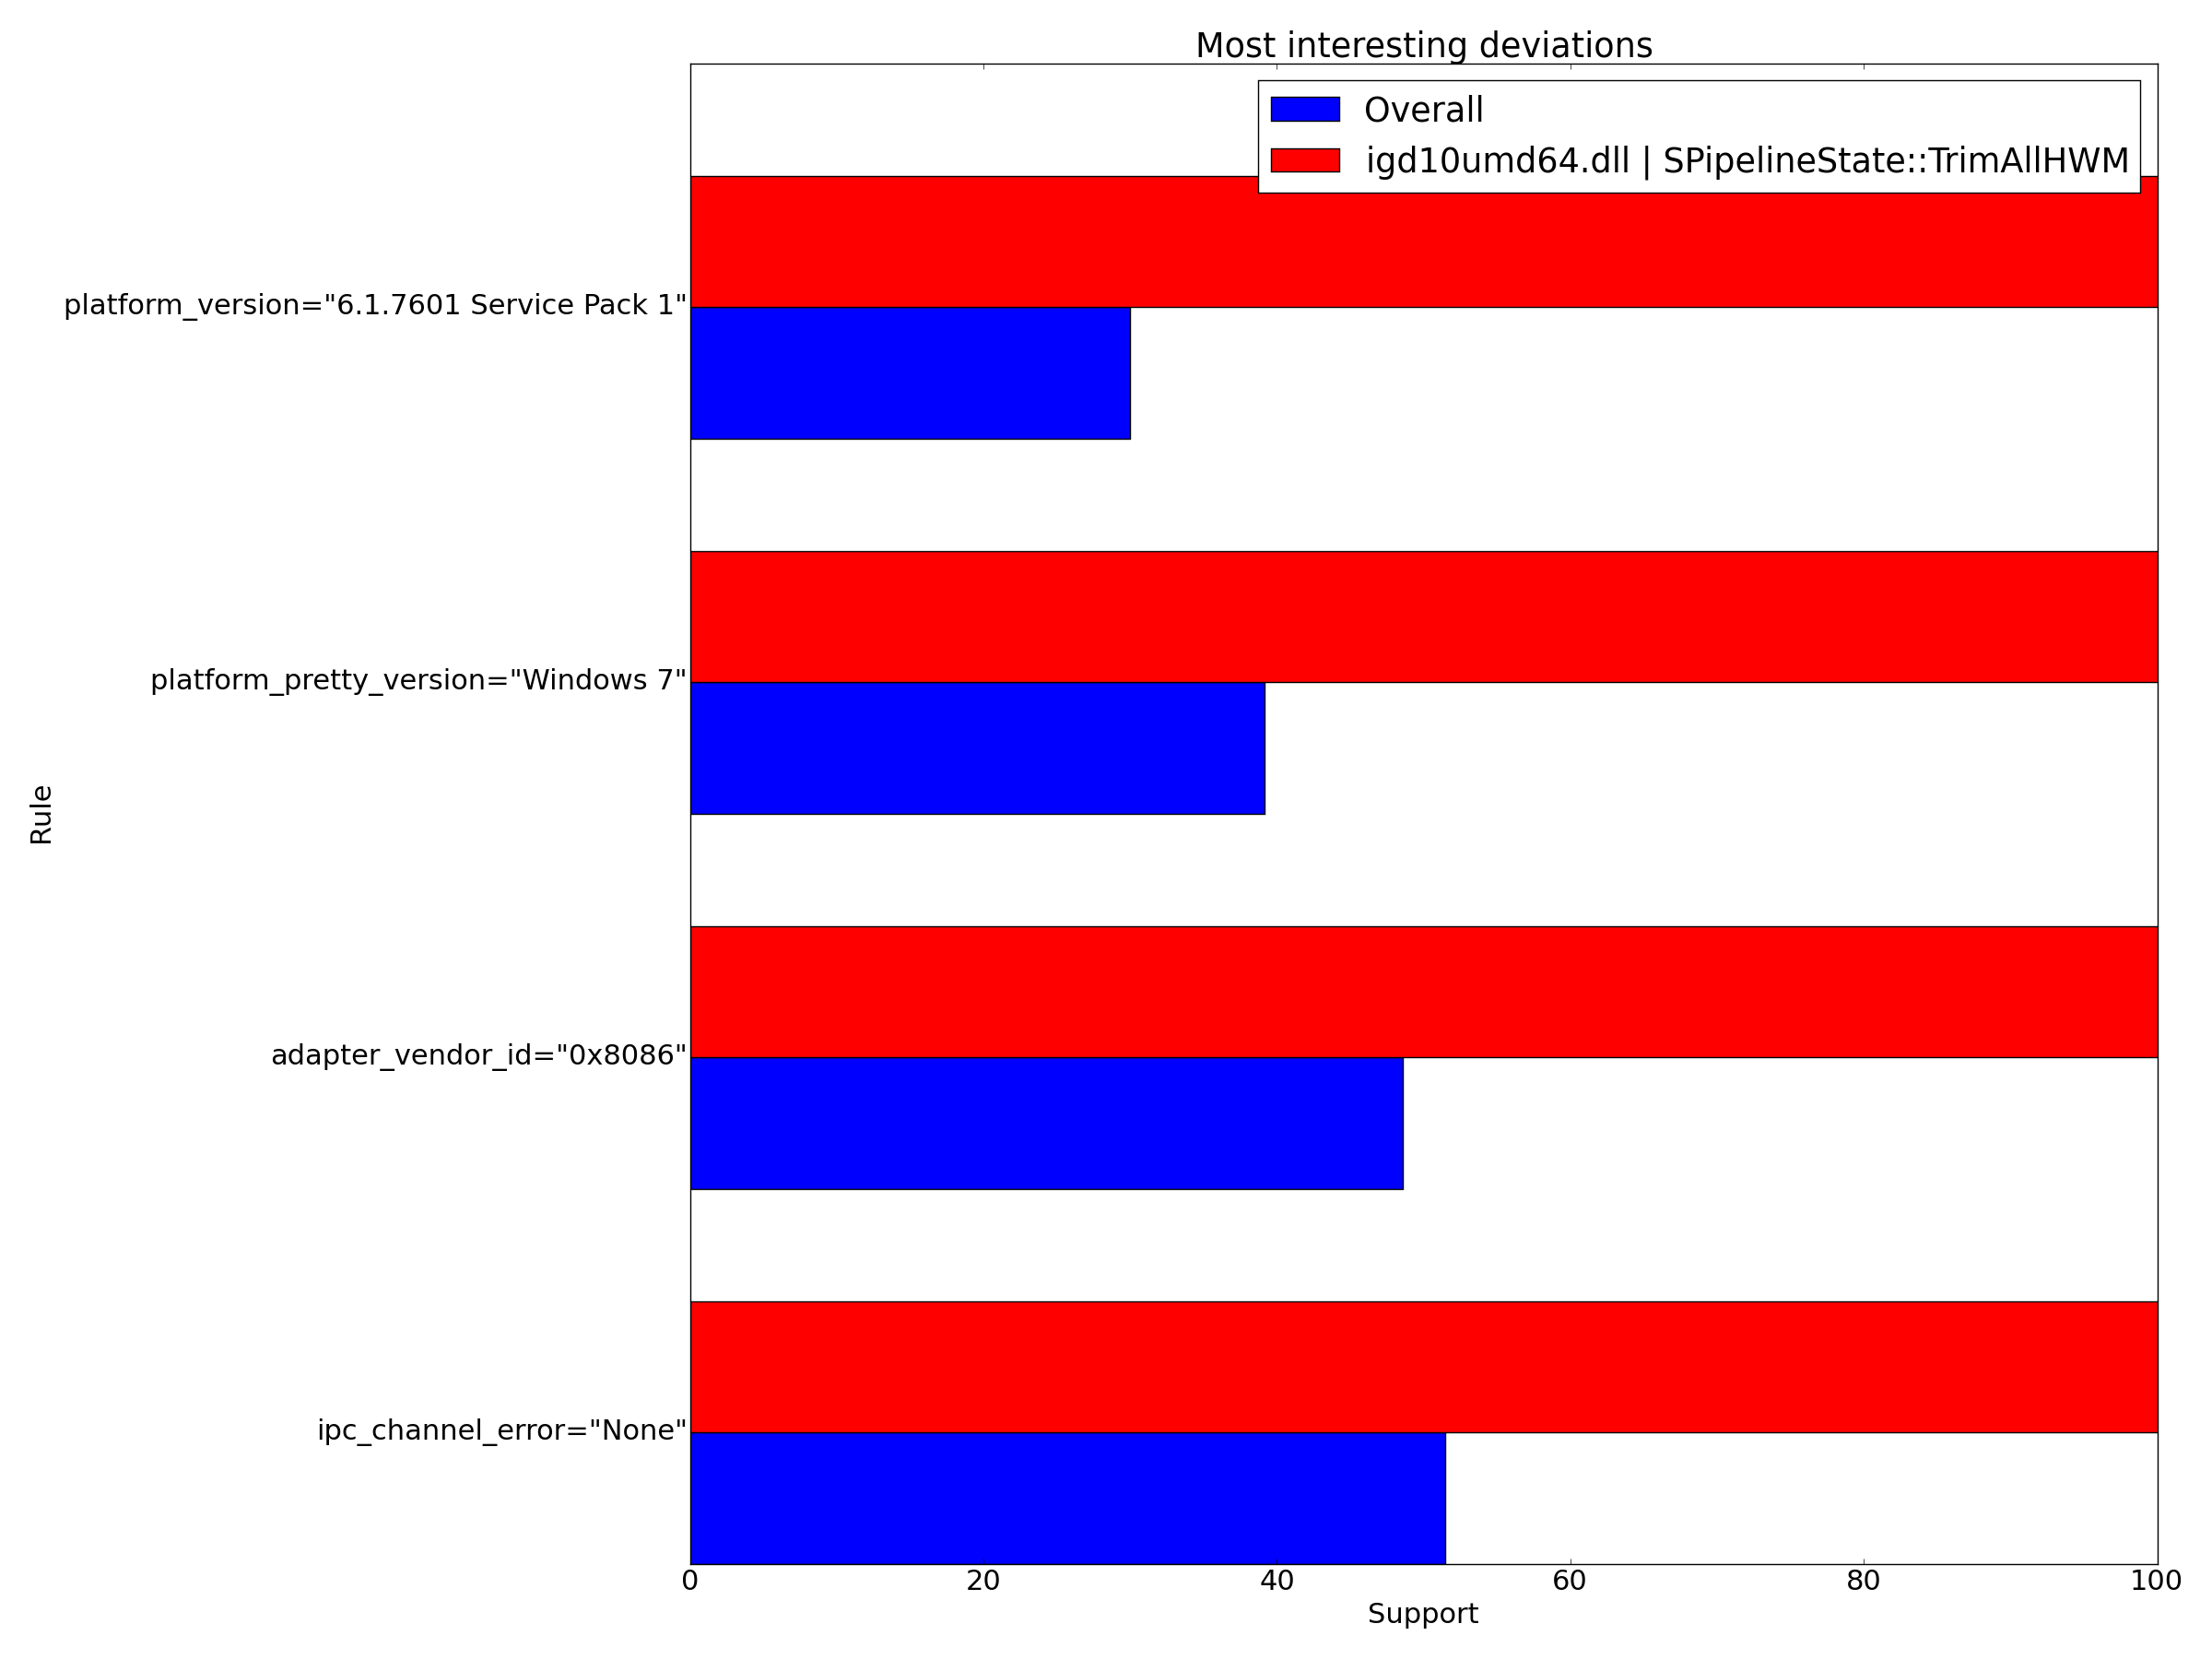 Most interesting deviations
Overall
igd10umd64.dll | SPipelineState::TrimAllHWM
platform_version="6.1.7601 Service Pack 1"
platform_pretty_version="Windows 7"
adapter_vendor_id="0x8086"
ipc_channel_error="None"
Rule
0 20 40 60 80 100
Support